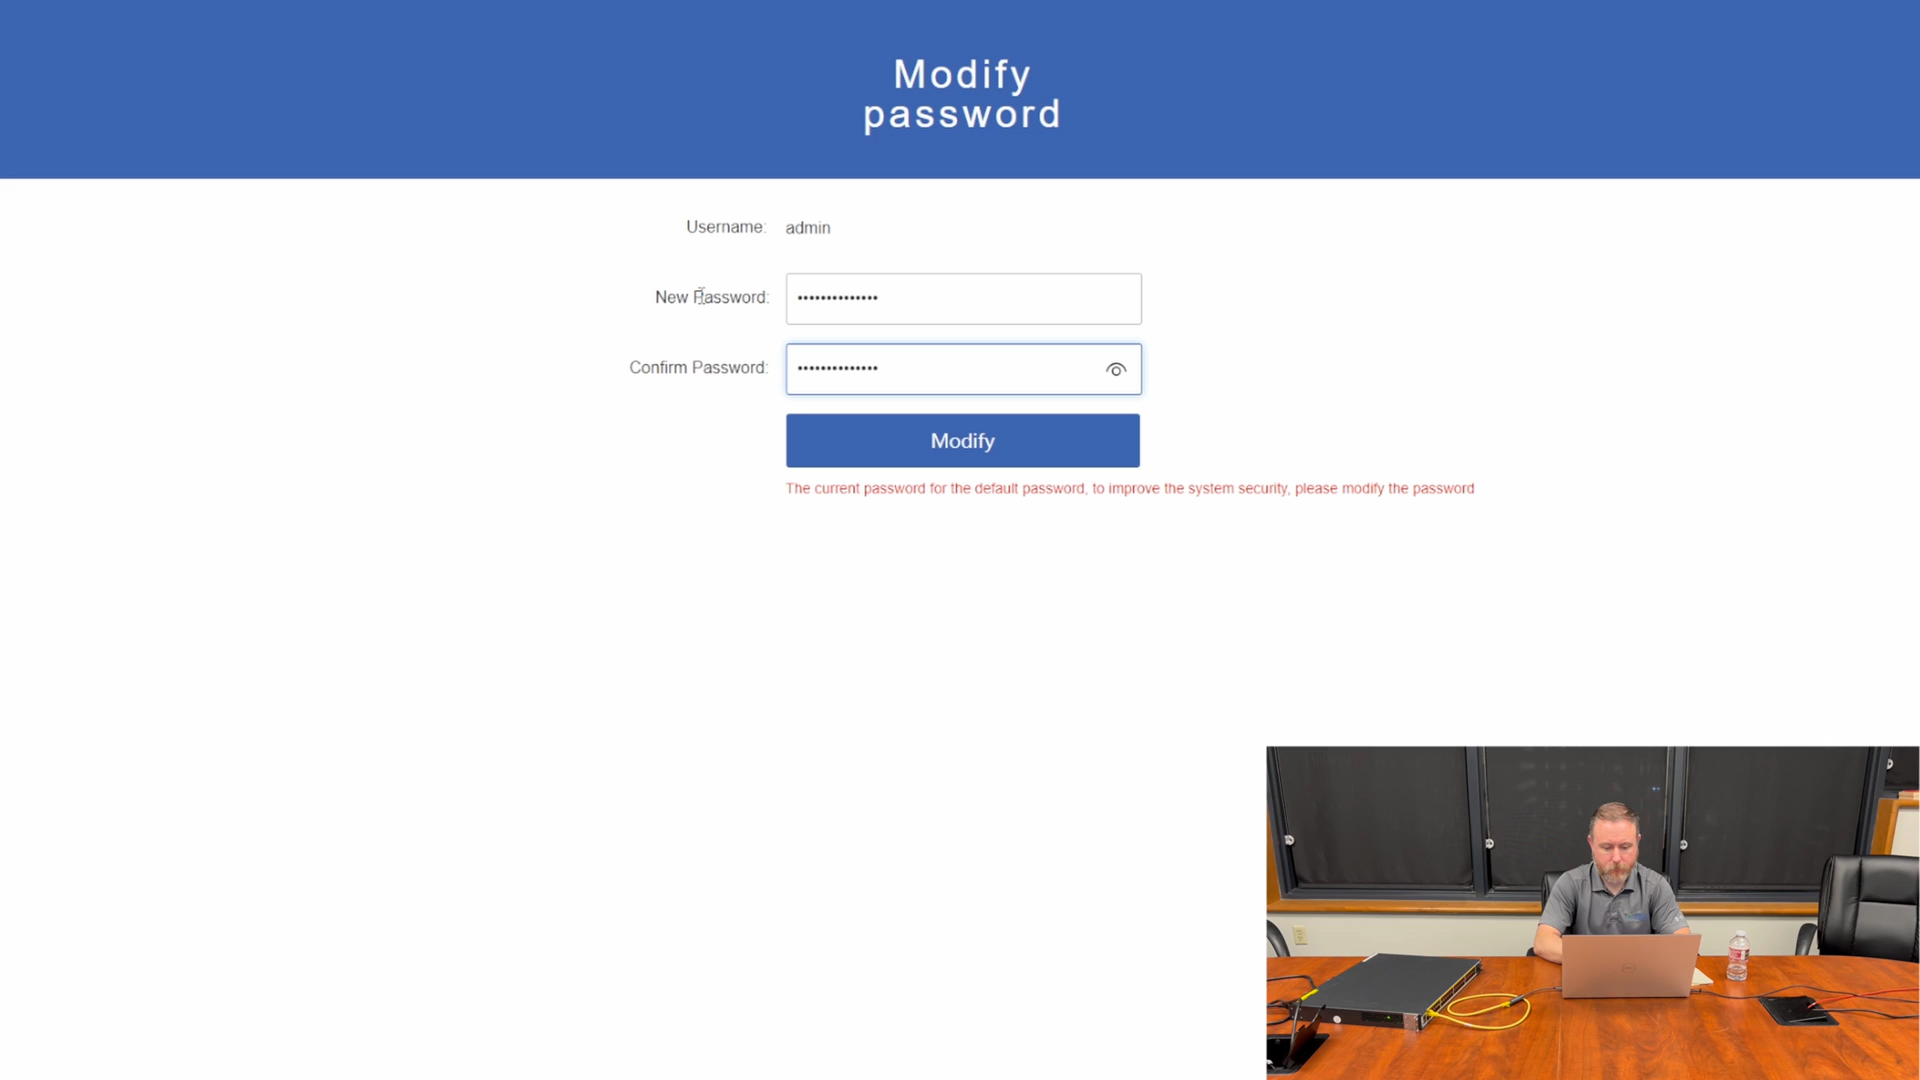 Modify
password
Username: admin
New Password: ••••••••••••••
Confirm Password: ••••••••••••••
Modify
The current password for the default password, to improve the system security, please modify the password